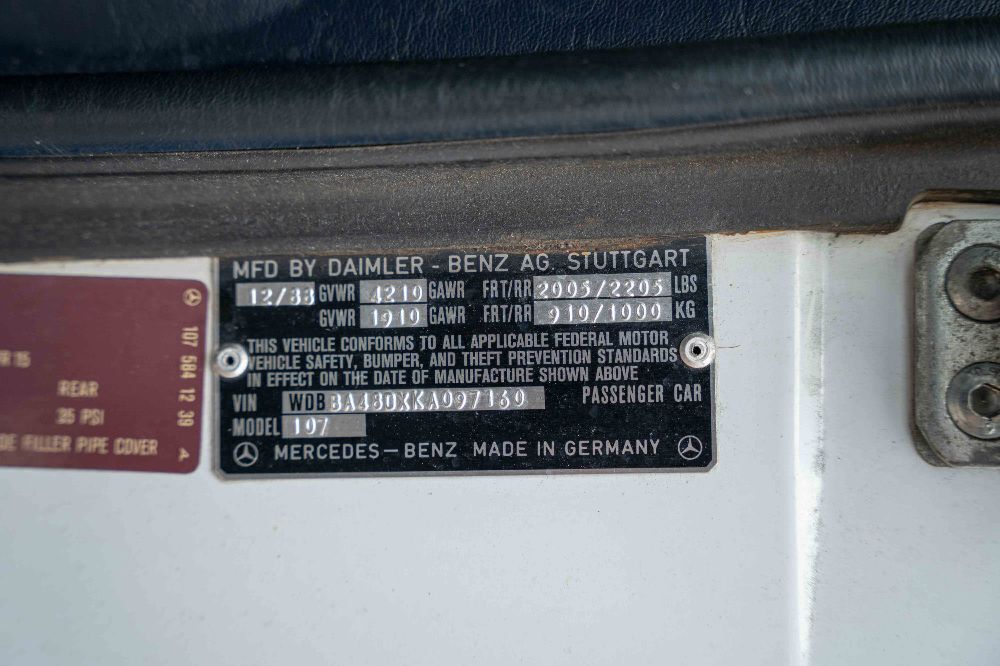 MFD BY DAIMLER - BENZ AG STUTTGART
12/88 GVWR 4210 GAWR FRT/RR 2005/2205 LBS
GVWR 1910 GAWR FRT/RR 910/1000 KG
THIS VEHICLE CONFORMS TO ALL APPLICABLE FEDERAL MOTOR
VEHICLE SAFETY, BUMPER, AND THEFT PREVENTION STANDARDS
IN EFFECT ON THE DATE OF MANUFACTURE SHOWN ABOVE
VIN WDBBA48DXKA097160 PASSENGER CAR
MODEL 107
MERCEDES - BENZ MADE IN GERMANY
R 15
REAR
35 PSI
FILLER PIPE COVER
107 584 12 39 A